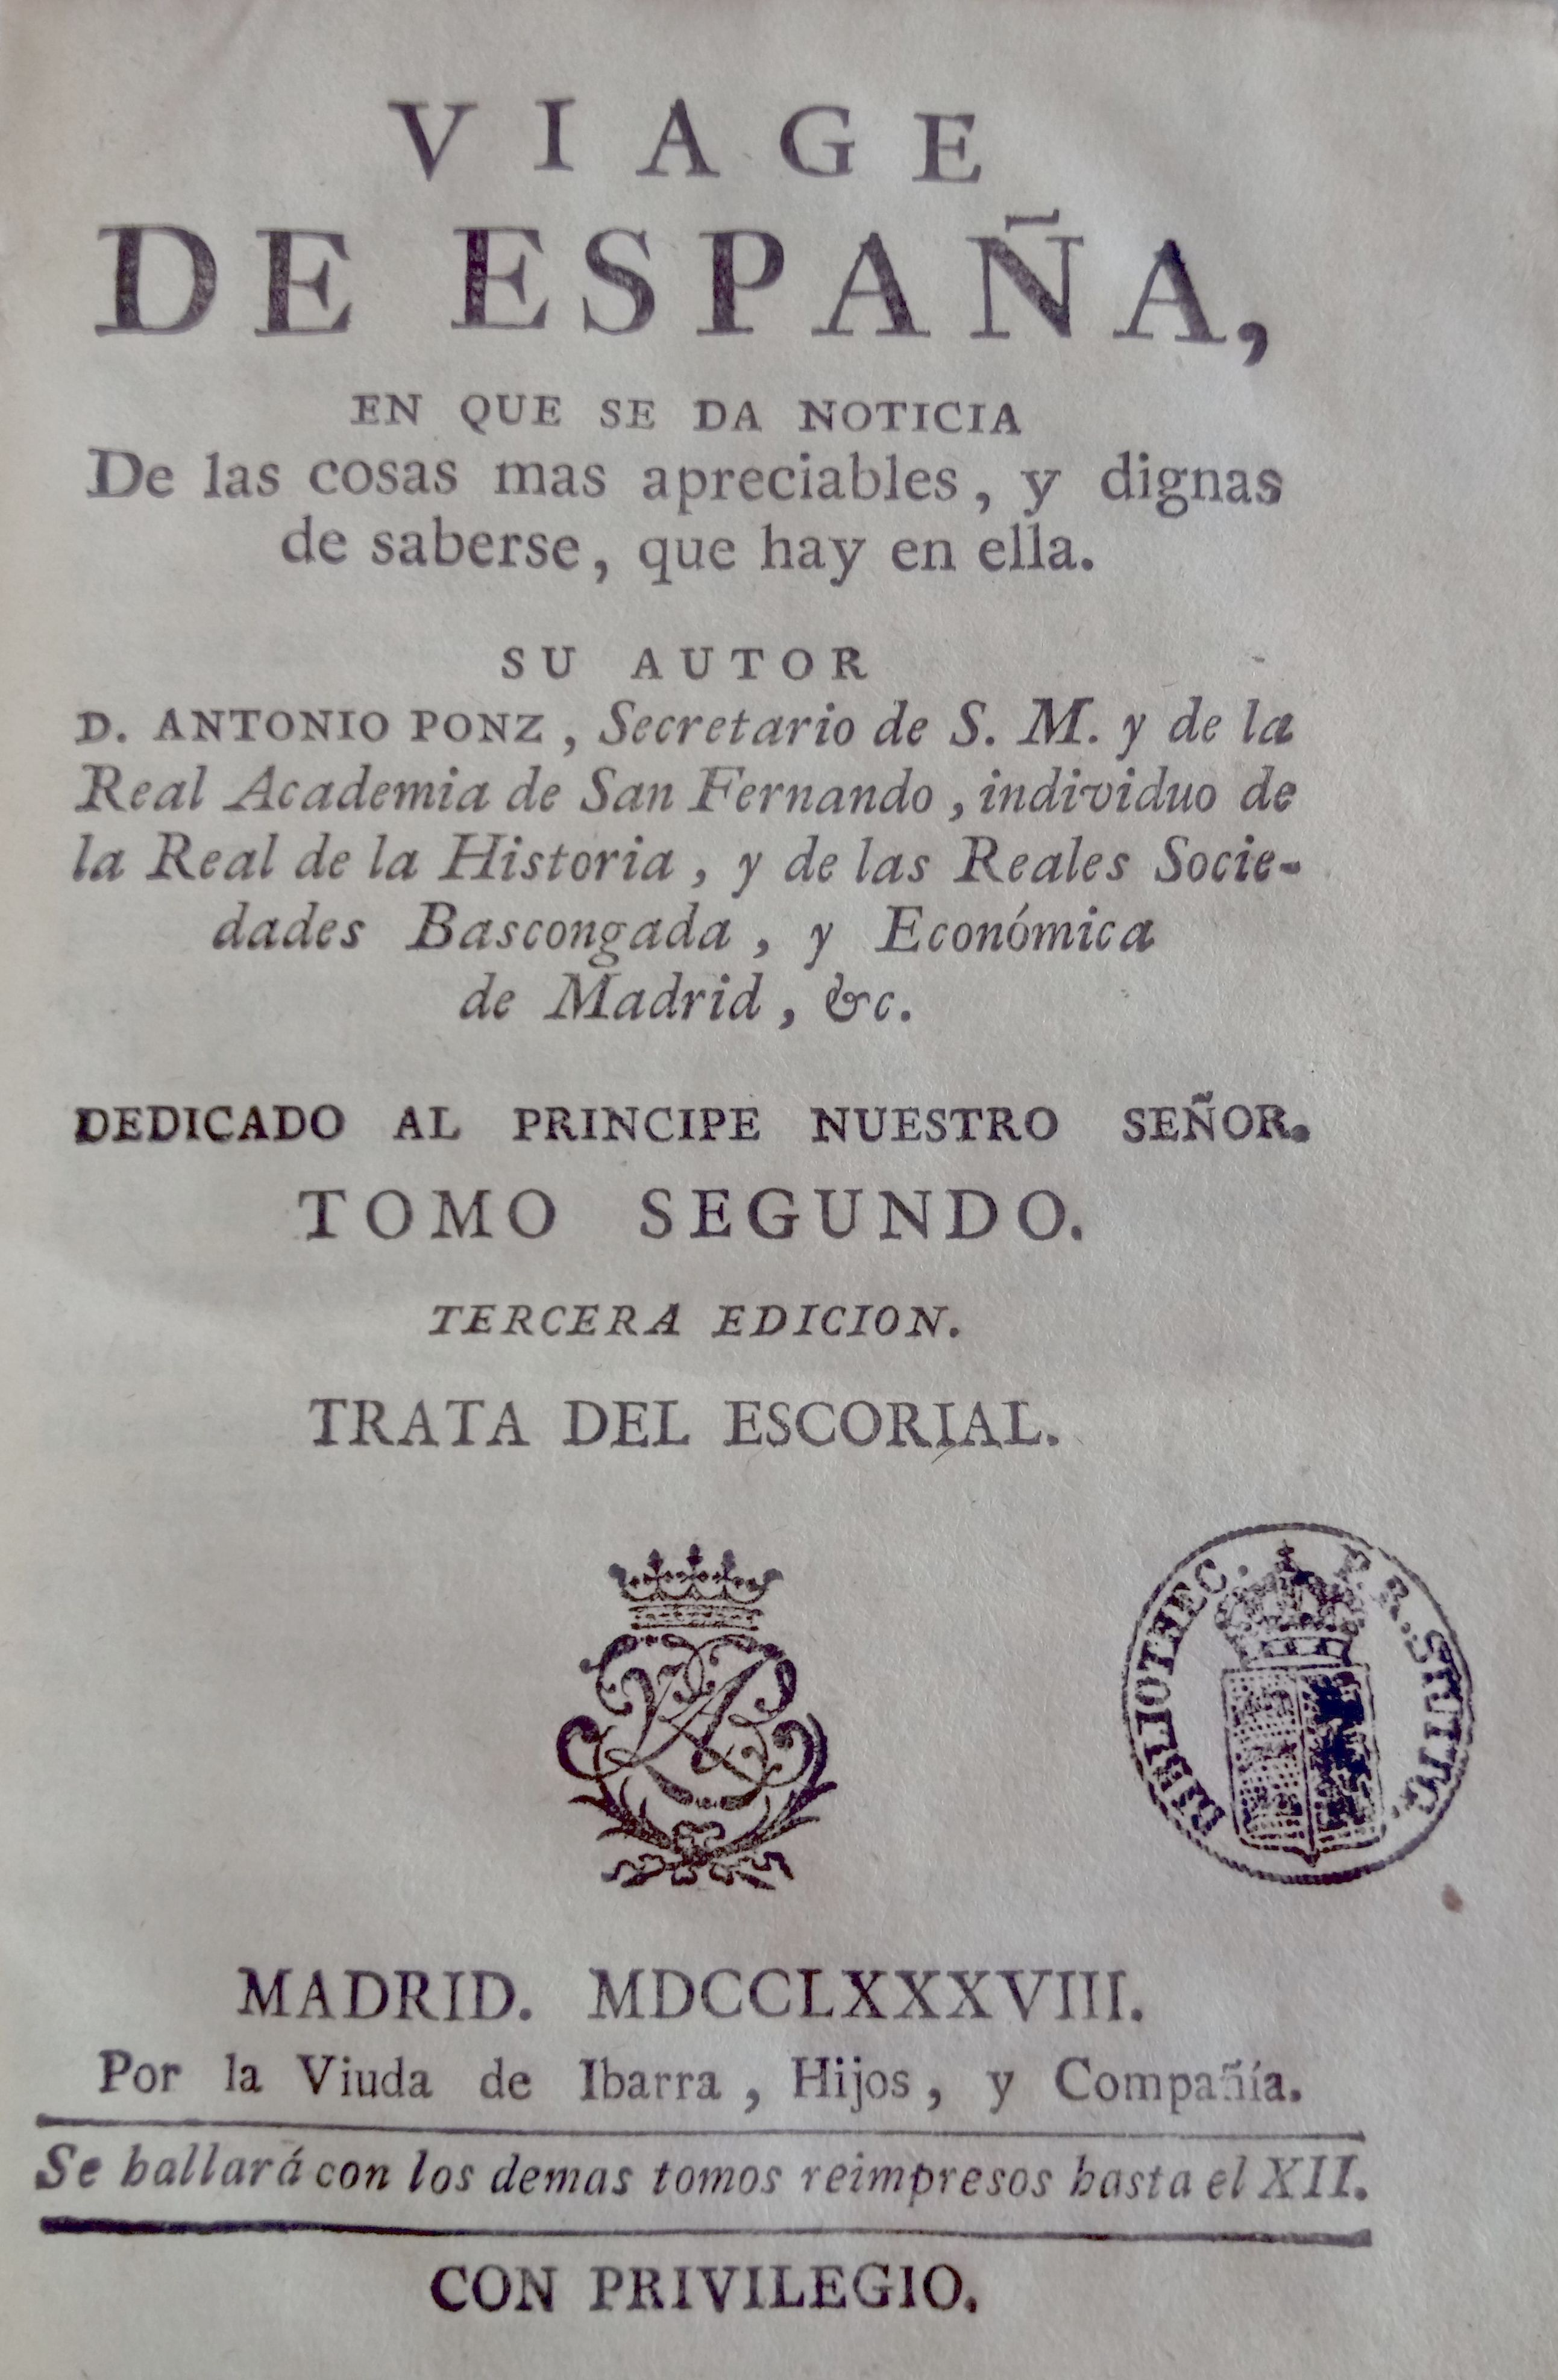 VIAGE
DE ESPAÑA,
EN QUE SE DA NOTICIA
De las cosas mas apreciables, y dignas
de saberse, que hay en ella.
SU AUTOR
D. ANTONIO PONZ, Secretario de S. M. y de la
Real Academia de San Fernando, individuo de
la Real de la Historia, y de las Reales Socie-
dades Bascongada, y Económica
de Madrid, &c.
DEDICADO AL PRINCIPE NUESTRO SEÑOR.
TOMO SEGUNDO.
TERCERA EDICION.
TRATA DEL ESCORIAL.
BIBLIOTHEC. P. R. STUTTG.
MADRID. MDCCLXXXVIII.
Por la Viuda de Ibarra, Hijos, y Compañía.
Se hallará con los demas tomos reimpresos hasta el XII.
CON PRIVILEGIO.